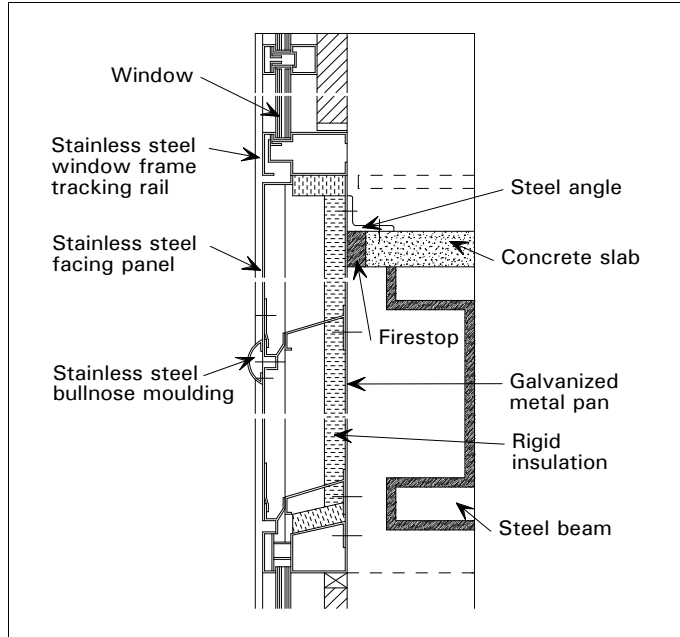 Window
Stainless steel
window frame
tracking rail
Stainless steel
facing panel
Stainless steel
bullnose moulding
Steel angle
Concrete slab
Firestop
Galvanized
metal pan
Rigid
insulation
Steel beam